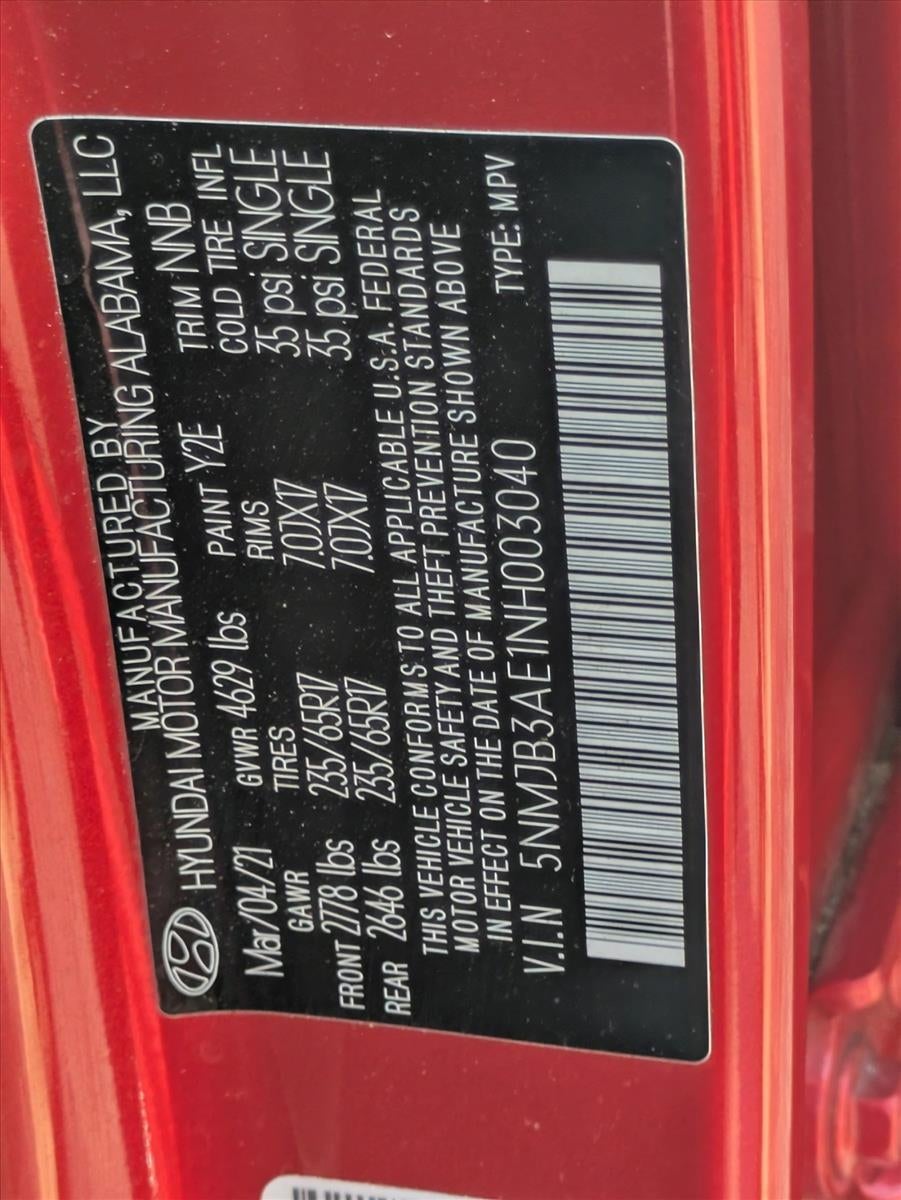 MANUFACTURED BY
HYUNDAI MOTOR MANUFACTURING ALABAMA, LLC
Mar/04/21 GVWR 4629 lbs PAINT Y2E TRIM NNB
GAWR TIRES RIMS COLD TIRE INFL
FRONT 2778 lbs 235/65R17 7.0JX17 35 psi SINGLE
REAR 2646 lbs 235/65R17 7.0JX17 35 psi SINGLE
THIS VEHICLE CONFORMS TO ALL APPLICABLE U.S.A. FEDERAL
MOTOR VEHICLE SAFETY AND THEFT PREVENTION STANDARDS
IN EFFECT ON THE DATE OF MANUFACTURE SHOWN ABOVE
V.I.N 5NMJB3AE1NH003040 TYPE: MPV